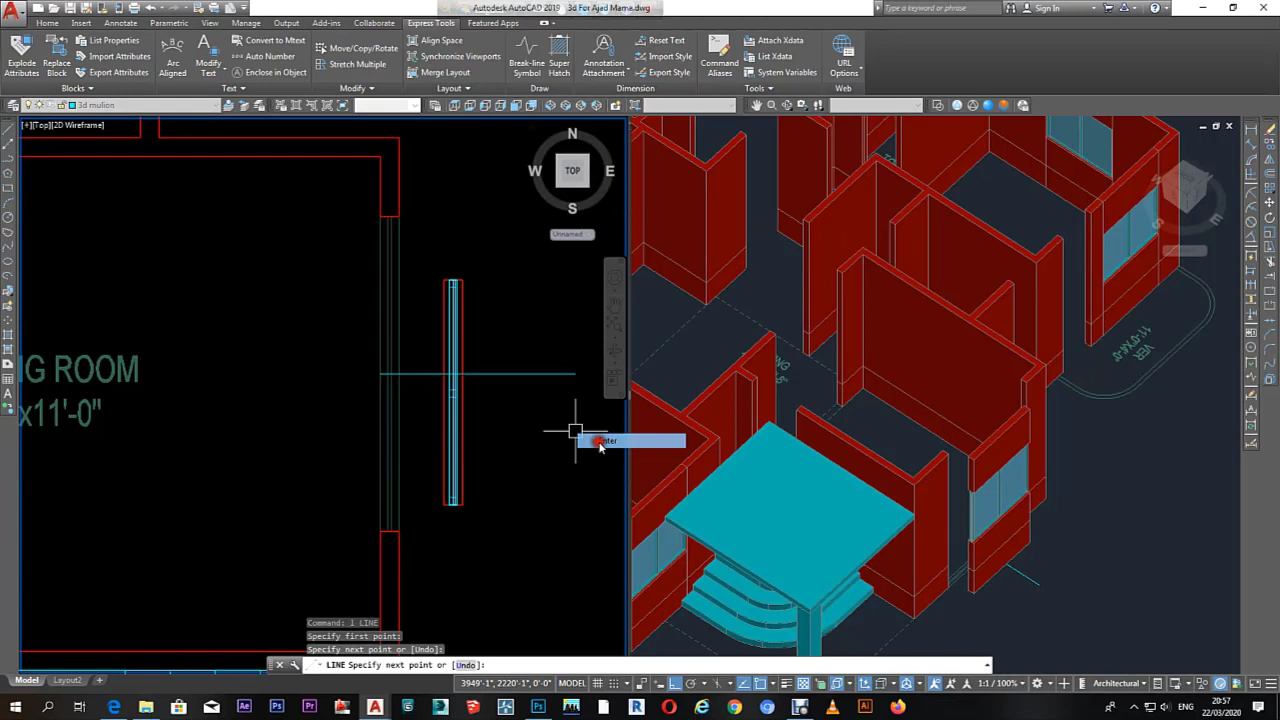 Autodesk AutoCAD 2019 3d For Ajad Mama.dwg
Type a keyword or phrase
Sign In
Home Insert Annotate Parametric View Manage Output Add-ins Collaborate Express Tools Featured Apps
Explode Attributes
Replace Block
List Properties
Import Attributes
Export Attributes
Arc Aligned
Modify Text
Convert to Mtext
Auto Number
Enclose in Object
Move/Copy/Rotate
Stretch Multiple
Align Space
Synchronize Viewports
Merge Layout
Break-line Symbol
Super Hatch
Annotation Attachment
Reset Text
Import Style
Export Style
Command Aliases
Attach Xdata
List Xdata
System Variables
URL Options
Blocks Text Modify Layout Draw Dimension Tools Web
3d mulion
[+][Top][2D Wireframe]
N
W TOP E
S
Unnamed
W E
S
NG ROOM
x11'-0"
VER
11'-0"X6'-0"
Command: l LINE
Specify first point:
Specify next point or [Undo]:
LINE Specify next point or [Undo]:
Model Layout2 +
3949'-1", 2220'-1", 0'-0" MODEL
1:1 / 100%
Architectural
ENG
20:57
22/03/2020